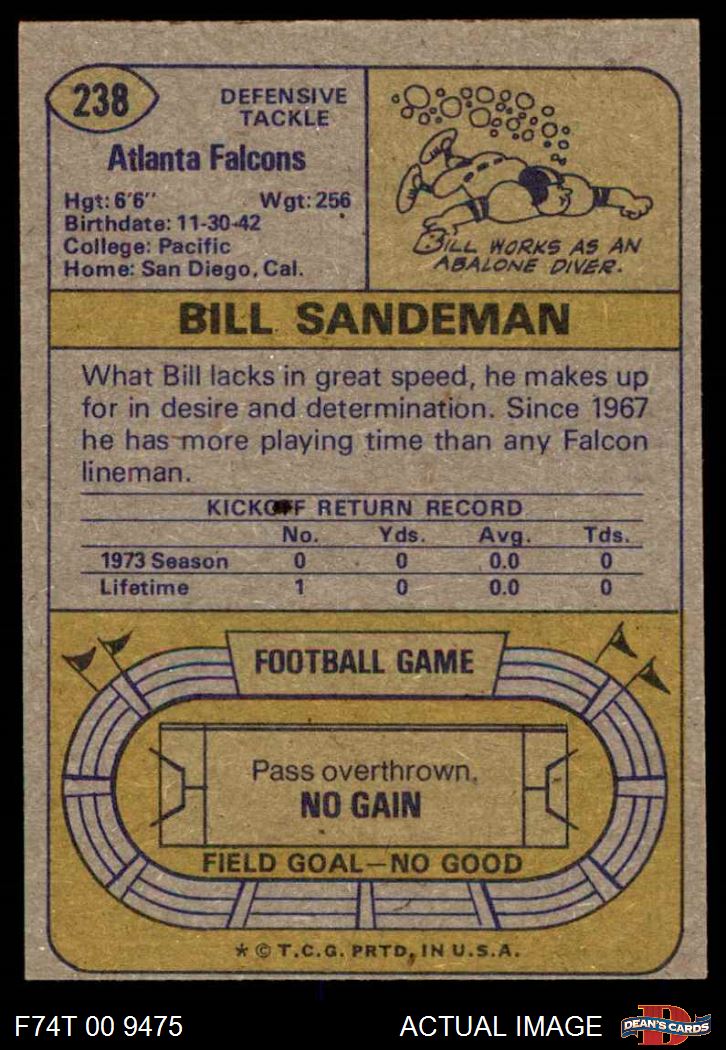 238
DEFENSIVE
TACKLE
Atlanta Falcons
Hgt: 6'6" Wgt: 256
Birthdate: 11-30-42
College: Pacific
Home: San Diego, Cal.
BILL WORKS AS AN
ABALONE DIVER.
BILL SANDEMAN
What Bill lacks in great speed, he makes up
for in desire and determination. Since 1967
he has more playing time than any Falcon
lineman.
KICKOFF RETURN RECORD
No. Yds. Avg. Tds.
1973 Season 0 0 0.0 0
Lifetime 1 0 0.0 0
FOOTBALL GAME
Pass overthrown.
NO GAIN
FIELD GOAL—NO GOOD
* © T.C.G. PRTD. IN U.S.A.
F74T 00 9475 ACTUAL IMAGE
D
DEAN'S CARDS